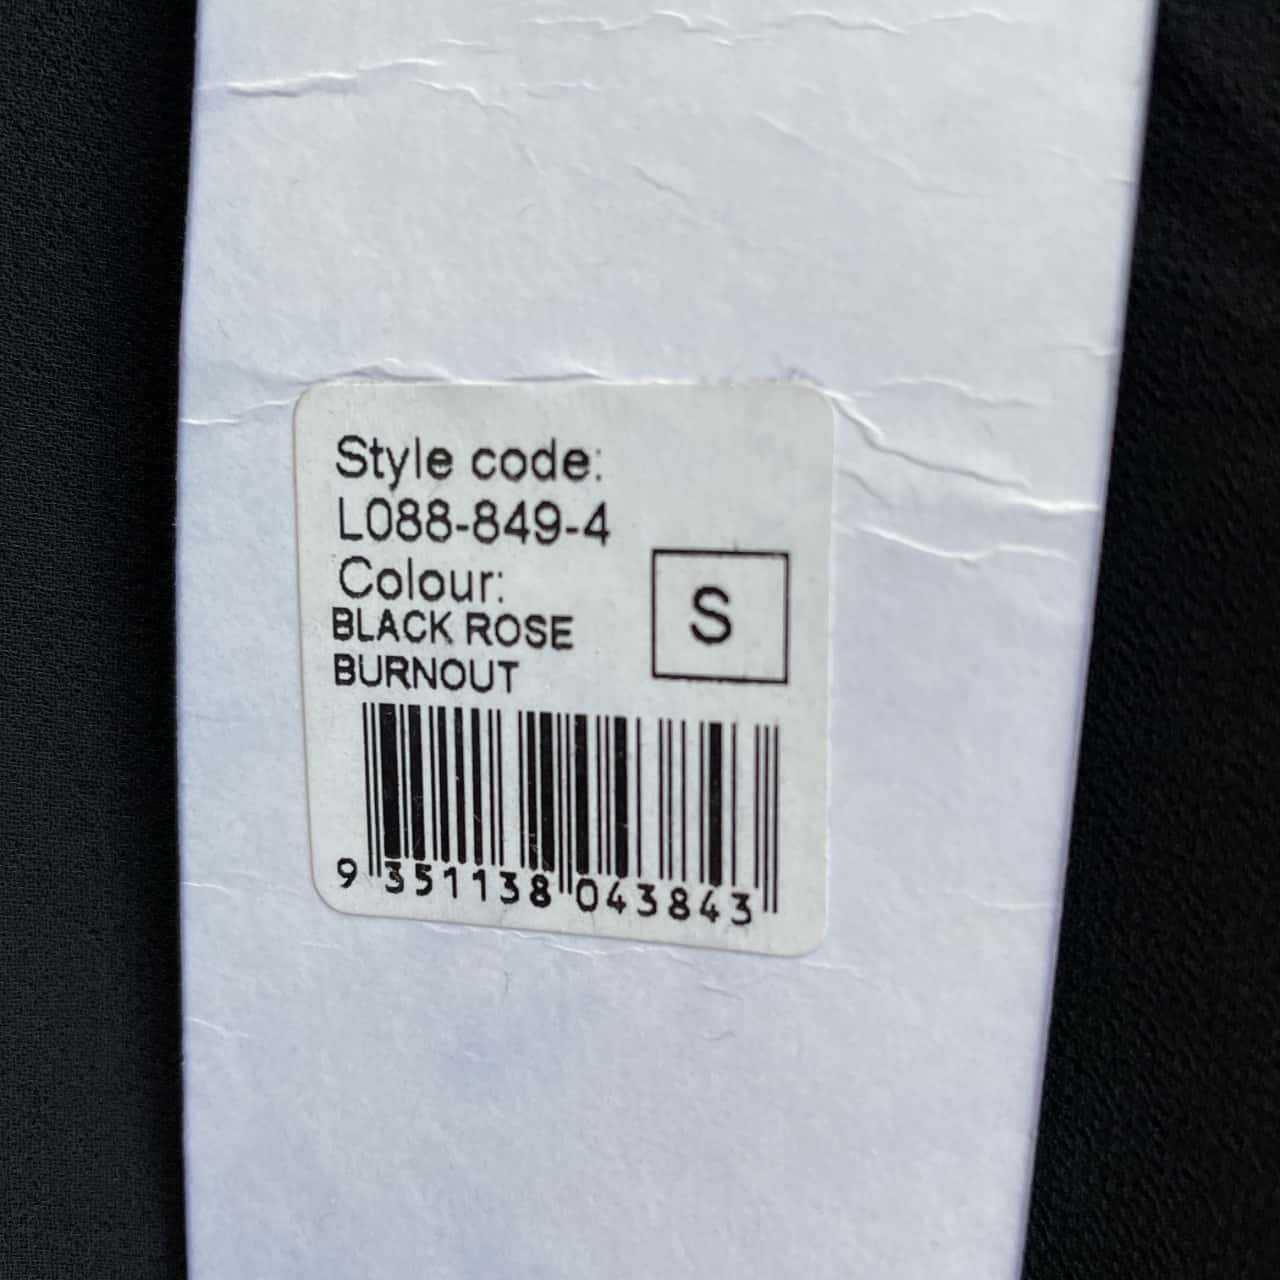 Style code:
L088-849-4
Colour:
BLACK ROSE
BURNOUT
S
9 351138 043843